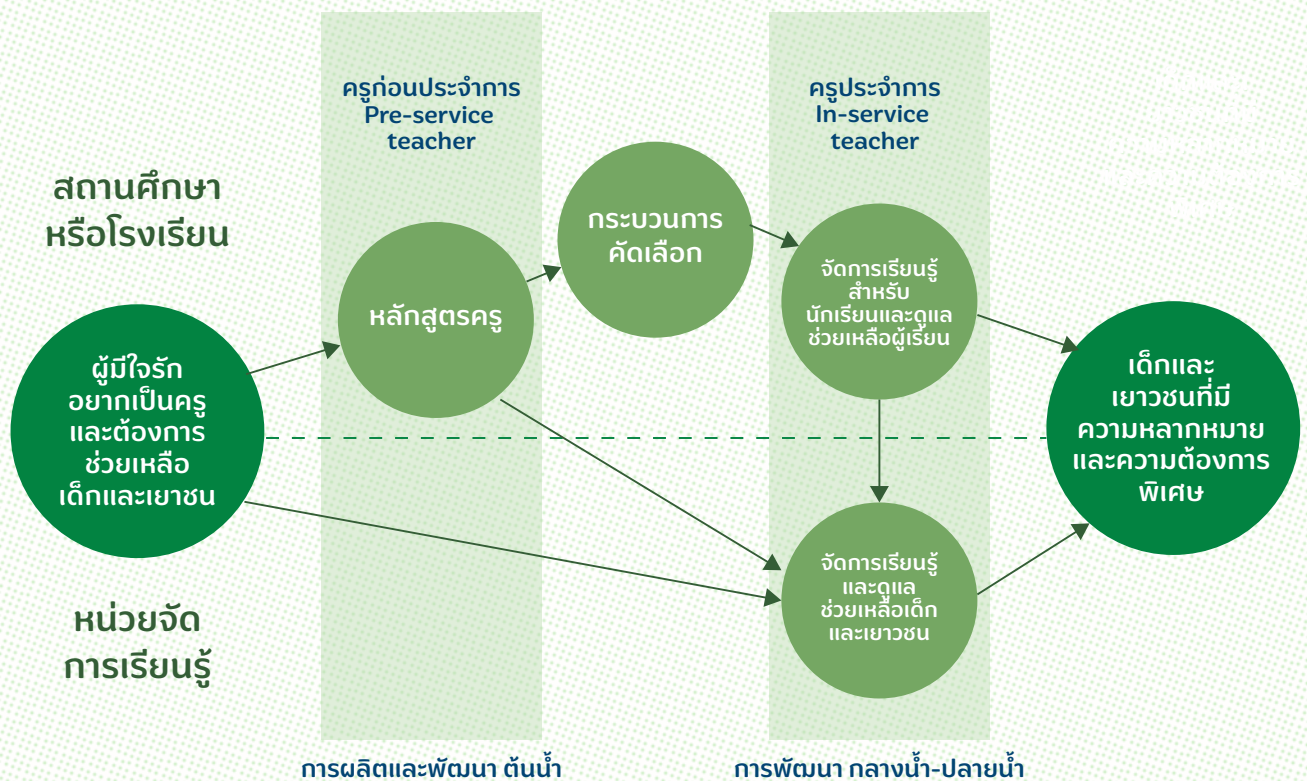 ครูก่อนประจำการ
Pre-service
teacher
ครูประจำการ
In-service
teacher
สถานศึกษา
หรือโรงเรียน
กระบวนการ
คัดเลือก
หลักสูตรครู
จัดการเรียนรู้
สำหรับ
นักเรียนและดูแล
ช่วยเหลือผู้เรียน
ผู้มีใจรัก
อยากเป็นครู
และต้องการ
ช่วยเหลือ
เด็กและเยาชน
เด็กและ
เยาวชนที่มี
ความหลากหมาย
และความต้องการ
พิเศษ
จัดการเรียนรู้
และดูแล
ช่วยเหลือเด็ก
และเยาวชน
หน่วยจัด
การเรียนรู้
การผลิตและพัฒนา ต้นน้ำ
การพัฒนา กลางน้ำ-ปลายน้ำ